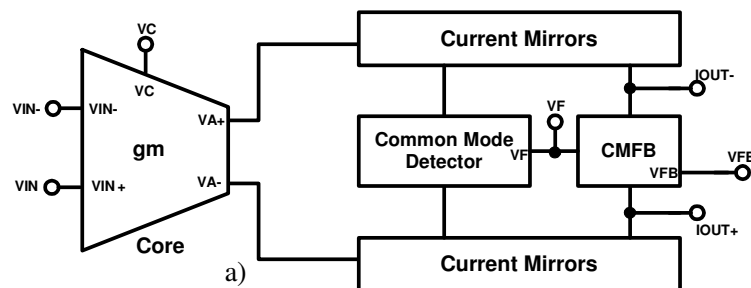 VC
Current Mirrors
IOUT-
VC
VIN-
VIN-
VA+
VF
gm
Common Mode
Detector
VF
CMFB
VFB
VFB
VIN
VIN+
VA-
IOUT+
Core
a)
Current Mirrors